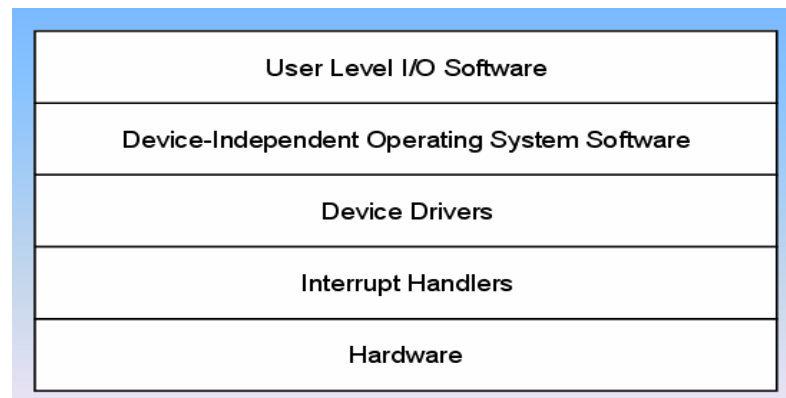 User Level I/O Software
Device-Independent Operating System Software
Device Drivers
Interrupt Handlers
Hardware